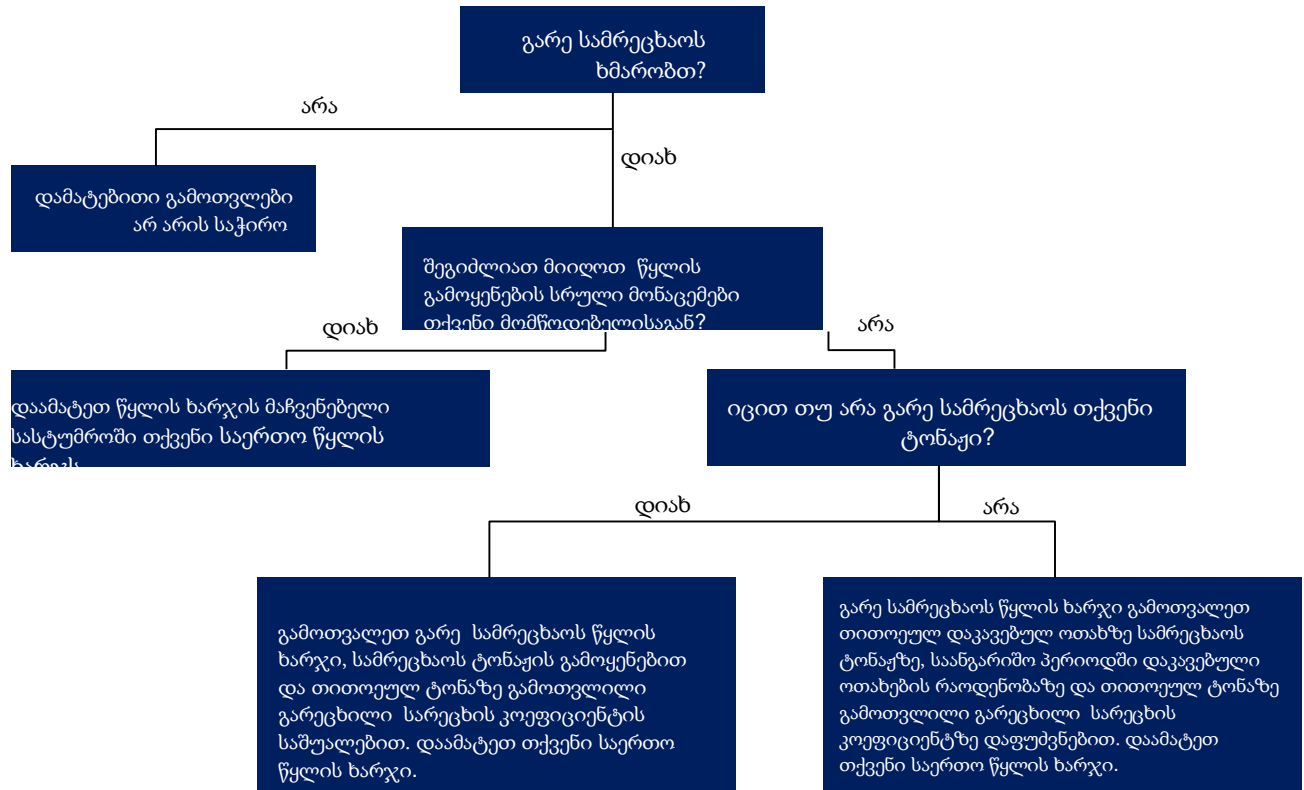 გარე სამრეცხაოს
ხმარობთ?
არა
დიახ
დამატებითი გამოთვლები
არ არის საჭირო
შეგიძლიათ მიიღოთ წყლის
გამოყენების სრული მონაცემები
თქვენი მომწოდებელისაგან?
დიახ
არა
დაამატეთ წყლის ხარჯის მაჩვენებელი
სასტუმროში თქვენი საერთო წყლის
ხარჯს
იცით თუ არა გარე სამრეცხაოს თქვენი
ტონაჟი?
დიახ
არა
გამოთვალეთ გარე სამრეცხაოს წყლის
ხარჯი, სამრეცხაოს ტონაჟის გამოყენებით
და თითოეულ ტონაზე გამოთვლილი
გარეცხილი სარეცხის კოეფიციენტის
საშუალებით. დაამატეთ თქვენი საერთო
წყლის ხარჯი.
გარე სამრეცხაოს წყლის ხარჯი გამოთვალეთ
თითოეულ დაკავებულ ოთახზე სამრეცხაოს
ტონაჟზე, საანგარიშო პერიოდში დაკავებული
ოთახების რაოდენობაზე და თითოეულ ტონაზე
გამოთვლილი გარეცხილი სარეცხის
კოეფიციენტზე დაფუძვნებით. დაამატეთ
თქვენი საერთო წყლის ხარჯი.